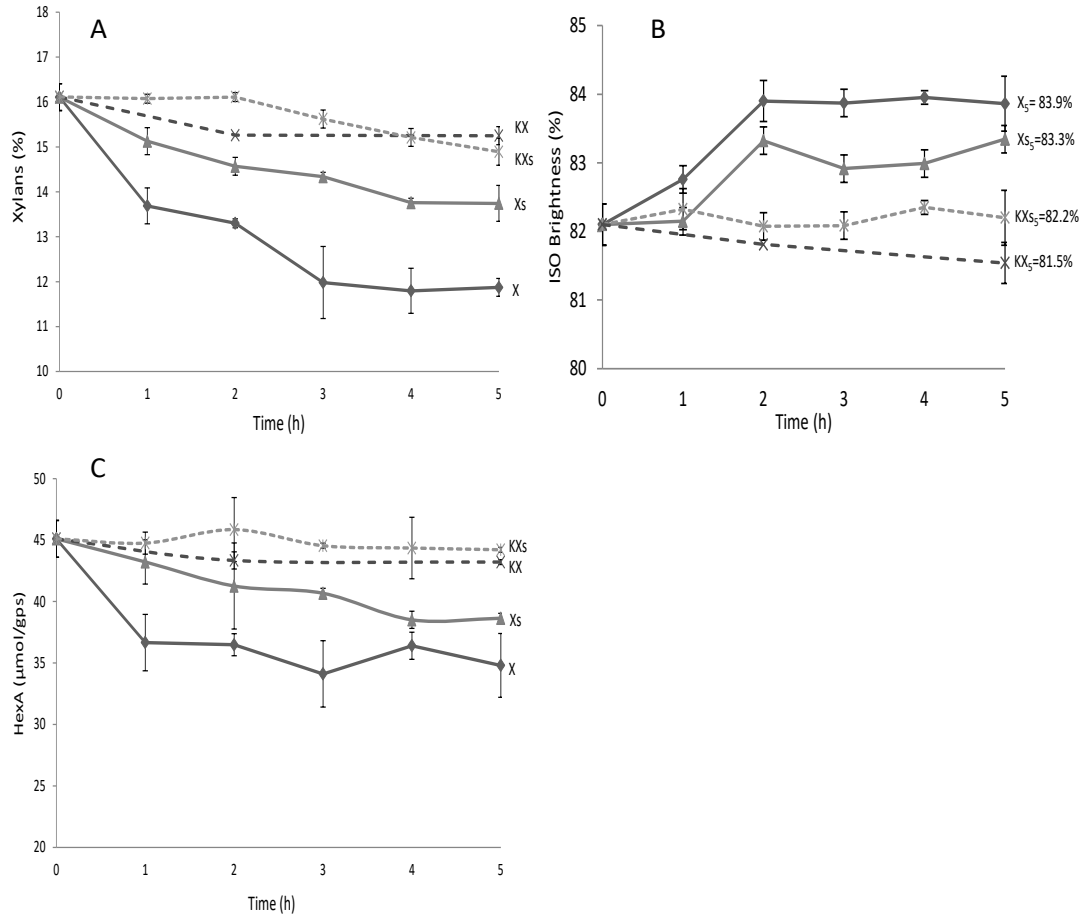 A
Xylans (%)
18
17
16
15
14
13
12
11
10
KX
KXs
Xs
X
0 1 2 3 4 5
Time (h)
B
ISO Brightness (%)
85
84
83
82
81
80
X5= 83.9%
Xs5=83.3%
KXs5=82.2%
KX5=81.5%
0 1 2 3 4 5
Time (h)
C
HexA (µmol/gps)
50
45
40
35
30
25
20
KXs
KX
Xs
X
0 1 2 3 4 5
Time (h)